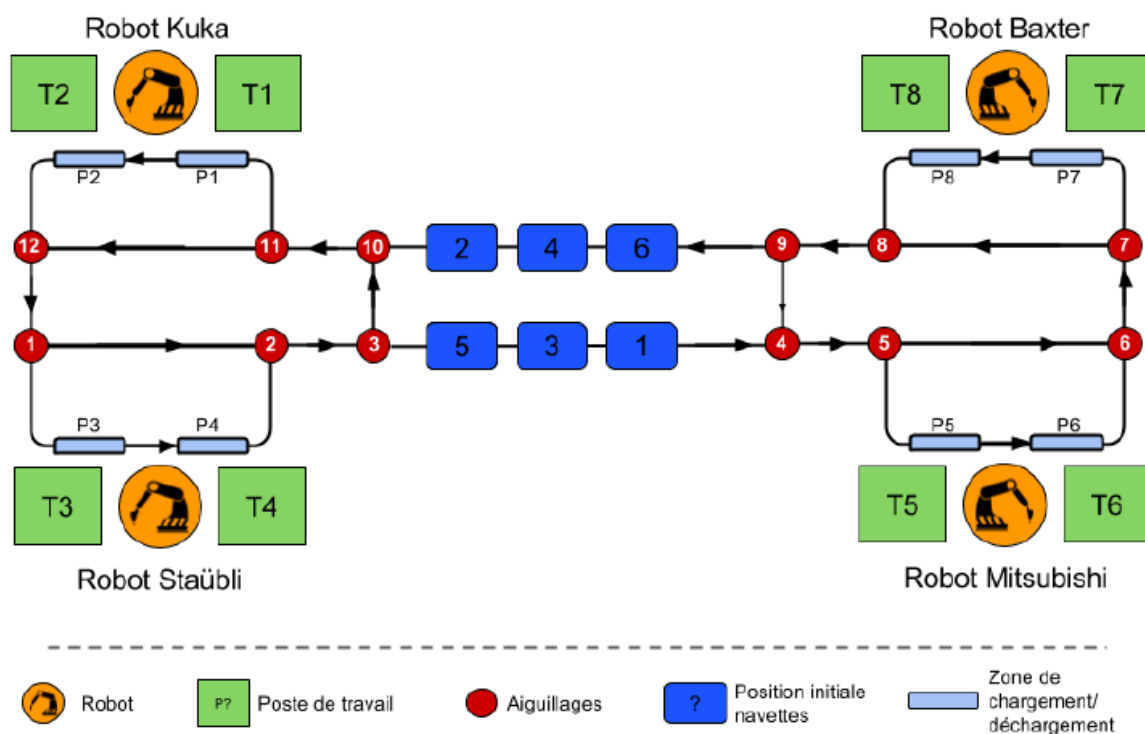 Robot Kuka
Robot Baxter
T2
T1
T8
T7
P2
P1
P8
P7
12
11
10
2
4
6
9
8
7
1
2
3
5
3
1
4
5
6
P3
P4
P5
P6
T3
T4
T5
T6
Robot Staübli
Robot Mitsubishi
Robot
P?
Poste de travail
Aiguillages
?
Position initiale
navettes
Zone de
chargement/
déchargement